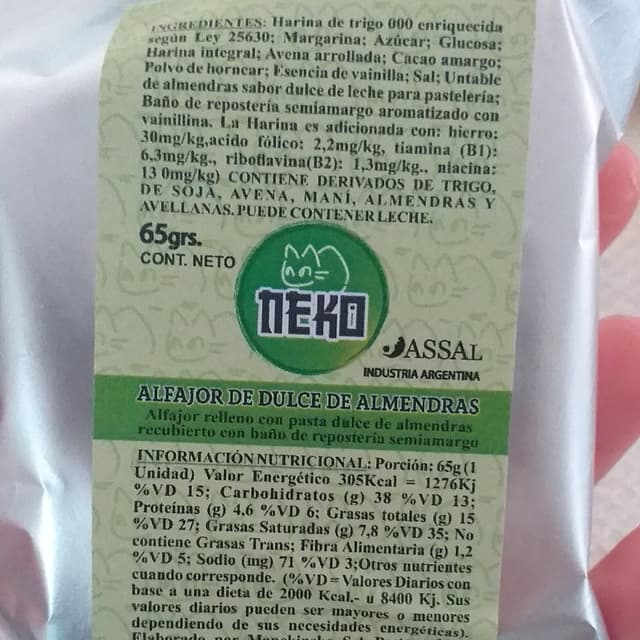 INGREDIENTES: Harina de trigo 000 enriquecida
según Ley 25630; Margarina; Azúcar; Glucosa;
Harina integral; Avena arrollada; Cacao amargo;
Polvo de hornear; Esencia de vainilla; Sal; Untable
de almendras sabor dulce de leche para pastelería;
Baño de repostería semiamargo aromatizado con
vainillina. La Harina es adicionada con: hierro:
30mg/kg,acido fólico: 2,2mg/kg, tiamina (B1):
6,3mg/kg., riboflavina(B2): 1,3mg/kg., niacina:
13 0mg/kg) CONTIENE DERIVADOS DE TRIGO,
DE SOJA, AVENA, MANÍ, ALMENDRAS Y
AVELLANAS. PUEDE CONTENER LECHE.
65grs.
CONT. NETO
NEKO
JASSAL
INDUSTRIA ARGENTINA
ALFAJOR DE DULCE DE ALMENDRAS
Alfajor relleno con pasta dulce de almendras
recubierto con baño de repostería semiamargo
INFORMACIÓN NUTRICIONAL: Porción: 65g (1
Unidad) Valor Energético 305Kcal = 1276Kj
%VD 15; Carbohidratos (g) 38 %VD 13;
Proteínas (g) 4,6 %VD 6; Grasas totales (g) 15
%VD 27; Grasas Saturadas (g) 7,8 %VD 35; No
contiene Grasas Trans; Fibra Alimentaria (g) 1,2
%VD 5; Sodio (mg) 71 %VD 3;Otros nutrientes
cuando corresponde. (%VD = Valores Diarios con
base a una dieta de 2000 Kcal.- u 8400 Kj. Sus
valores diarios pueden ser mayores o menores
dependiendo de sus necesidades energéticas).
Elaborado por